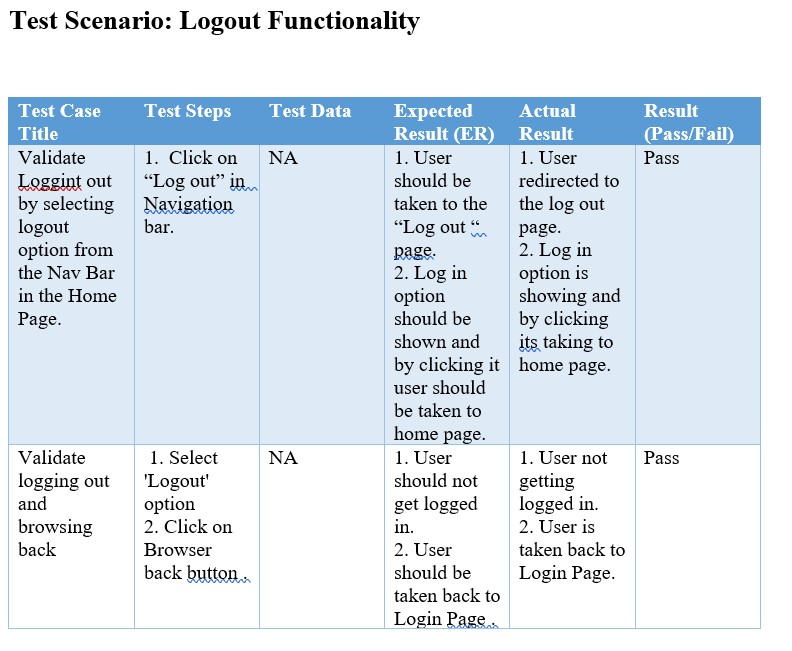 Test Scenario: Logout Functionality
Test Case
Title
Test Steps
Test Data
Expected
Result (ER)
Actual
Result
Result
(Pass/Fail)
Validate
Loggint out
by selecting
logout
option from
the Nav Bar
in the Home
Page.
1. Click on
“Log out” in
Navigation
bar.
NA
1. User
should be
taken to the
“Log out “
page.
2. Log in
option
should be
shown and
by clicking it
user should
be taken to
home page.
1. User
redirected to
the log out
page.
2. Log in
option is
showing and
by clicking
its taking to
home page.
Pass
Validate
logging out
and
browsing
back
1. Select
'Logout'
option
2. Click on
Browser
back button .
NA
1. User
should not
get logged
in.
2. User
should be
taken back to
Login Page .
1. User not
getting
logged in.
2. User is
taken back to
Login Page.
Pass